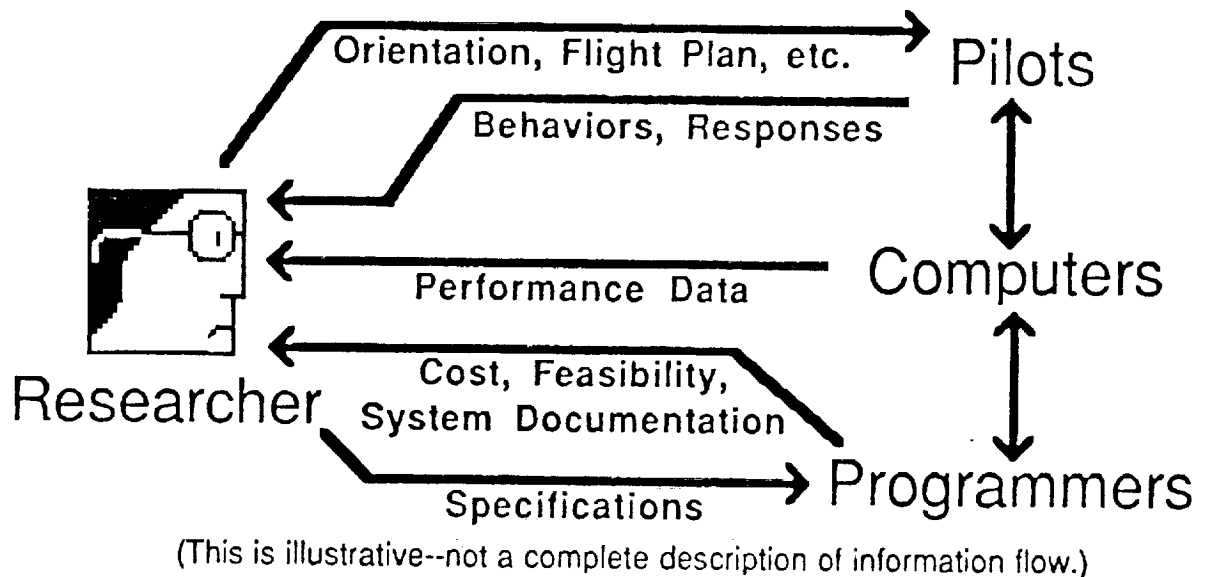 Orientation, Flight Plan, etc.
Pilots
Behaviors, Responses
Computers
Performance Data
Cost, Feasibility,
System Documentation
Researcher
Programmers
Specifications
(This is illustrative--not a complete description of information flow.)